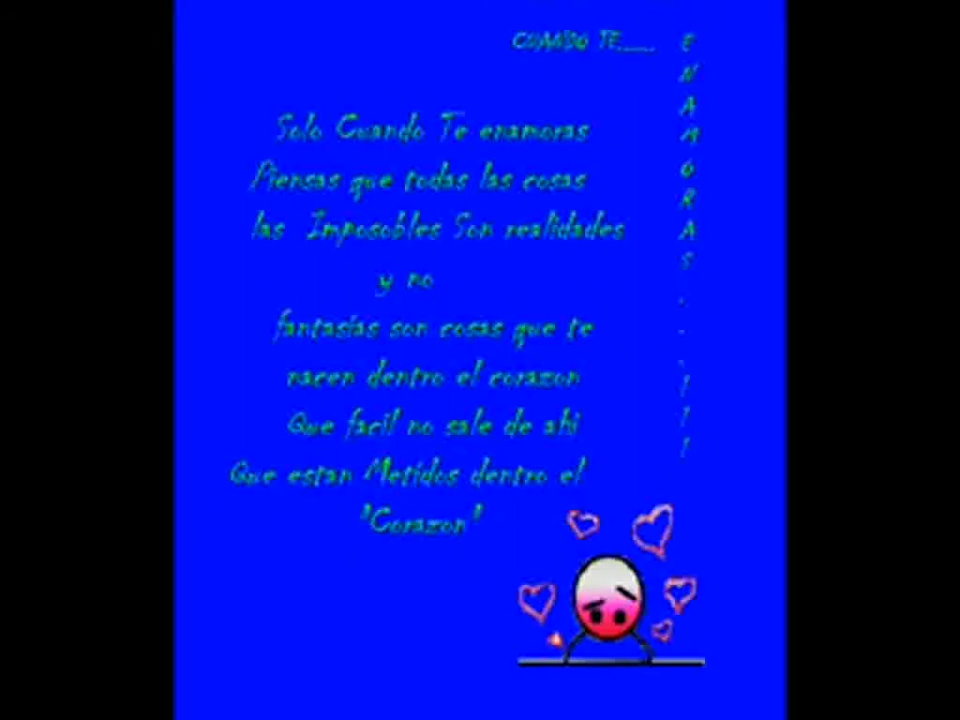 CUANDO TE.......
ENAMORAS...!!!
Solo Cuando Te enamoras
Piensas que todas las cosas
las Imposobles Son realidades
y no
fantasías son cosas que te
nacen dentro el corazon
Que facil no sale de ahi
Que estan Metidos dentro el
"Corazon"